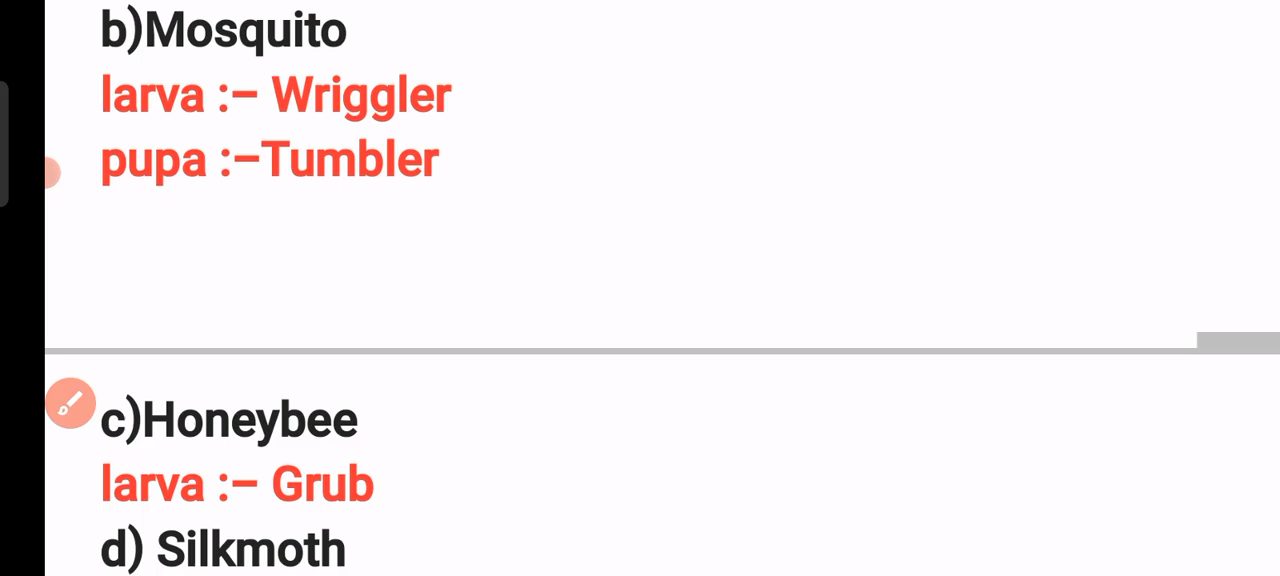 b)Mosquito
larva :– Wriggler
pupa :–Tumbler
c)Honeybee
larva :– Grub
d) Silkmoth